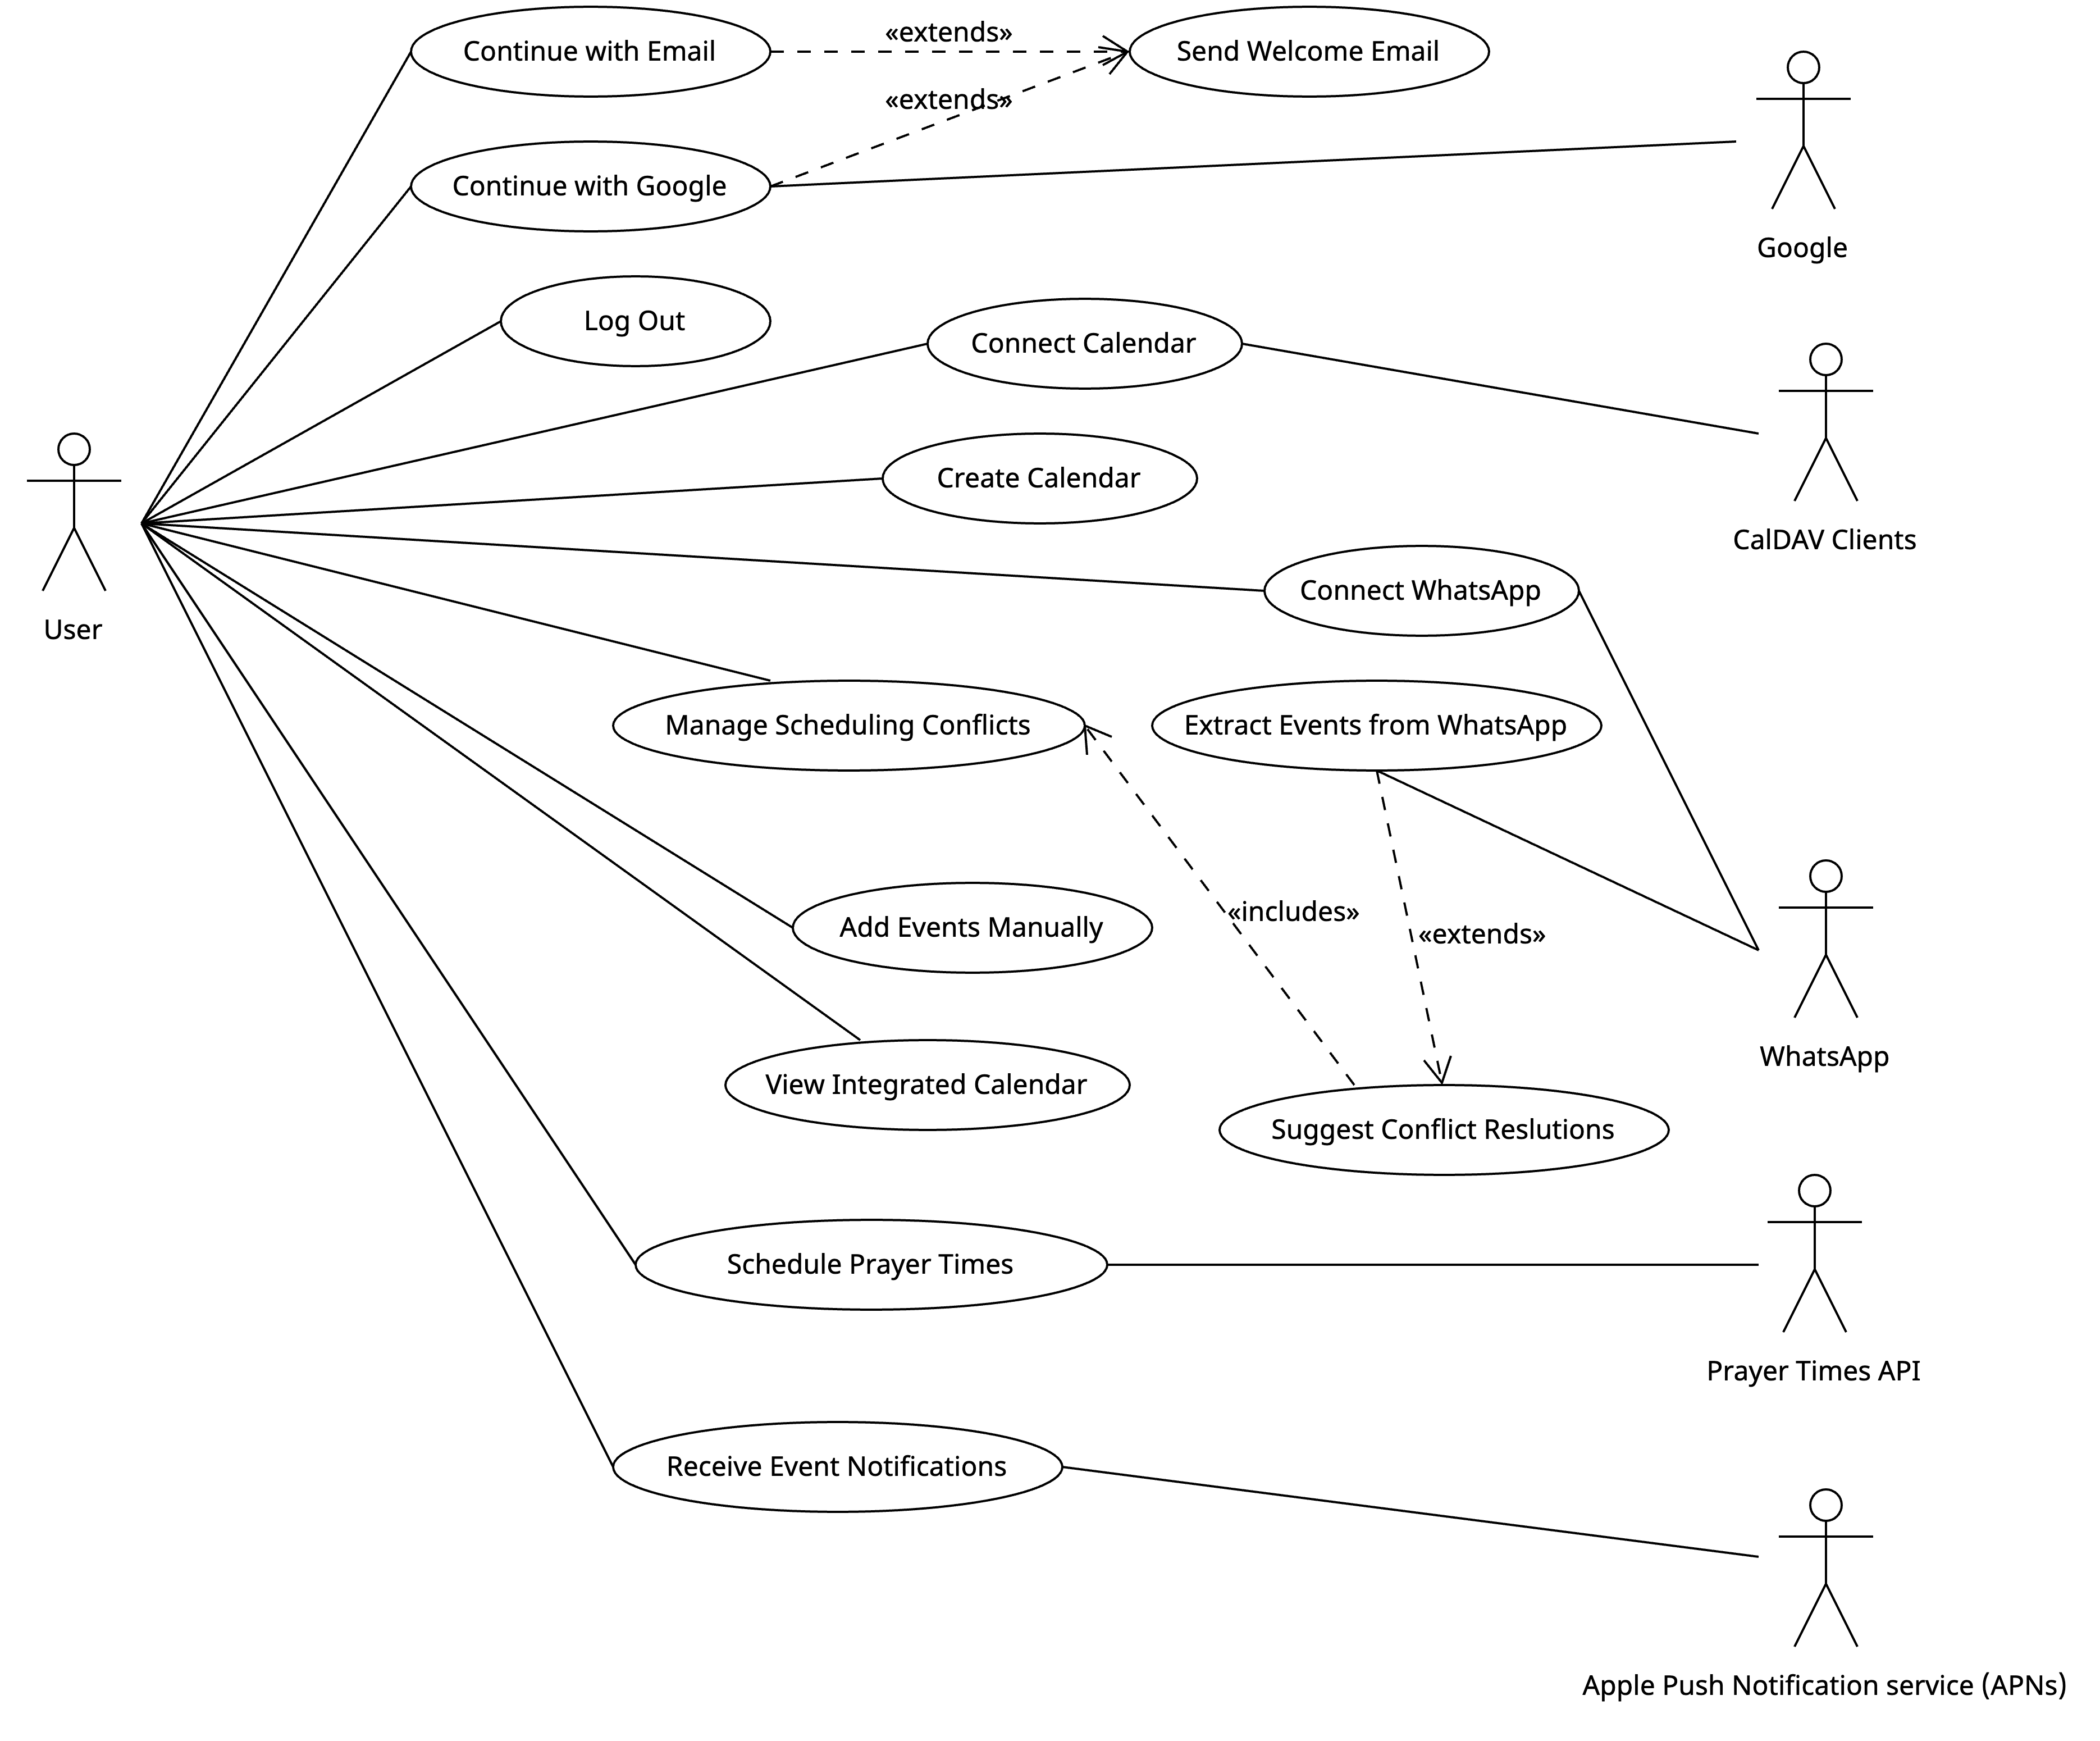 Continue with Email
«extends»
Send Welcome Email
«extends»
Continue with Google
Google
Log Out
Connect Calendar
Create Calendar
CalDAV Clients
User
Connect WhatsApp
Manage Scheduling Conflicts
Extract Events from WhatsApp
Add Events Manually
«includes»
«extends»
WhatsApp
View Integrated Calendar
Suggest Conflict Reslutions
Schedule Prayer Times
Prayer Times API
Receive Event Notifications
Apple Push Notification service (APNs)